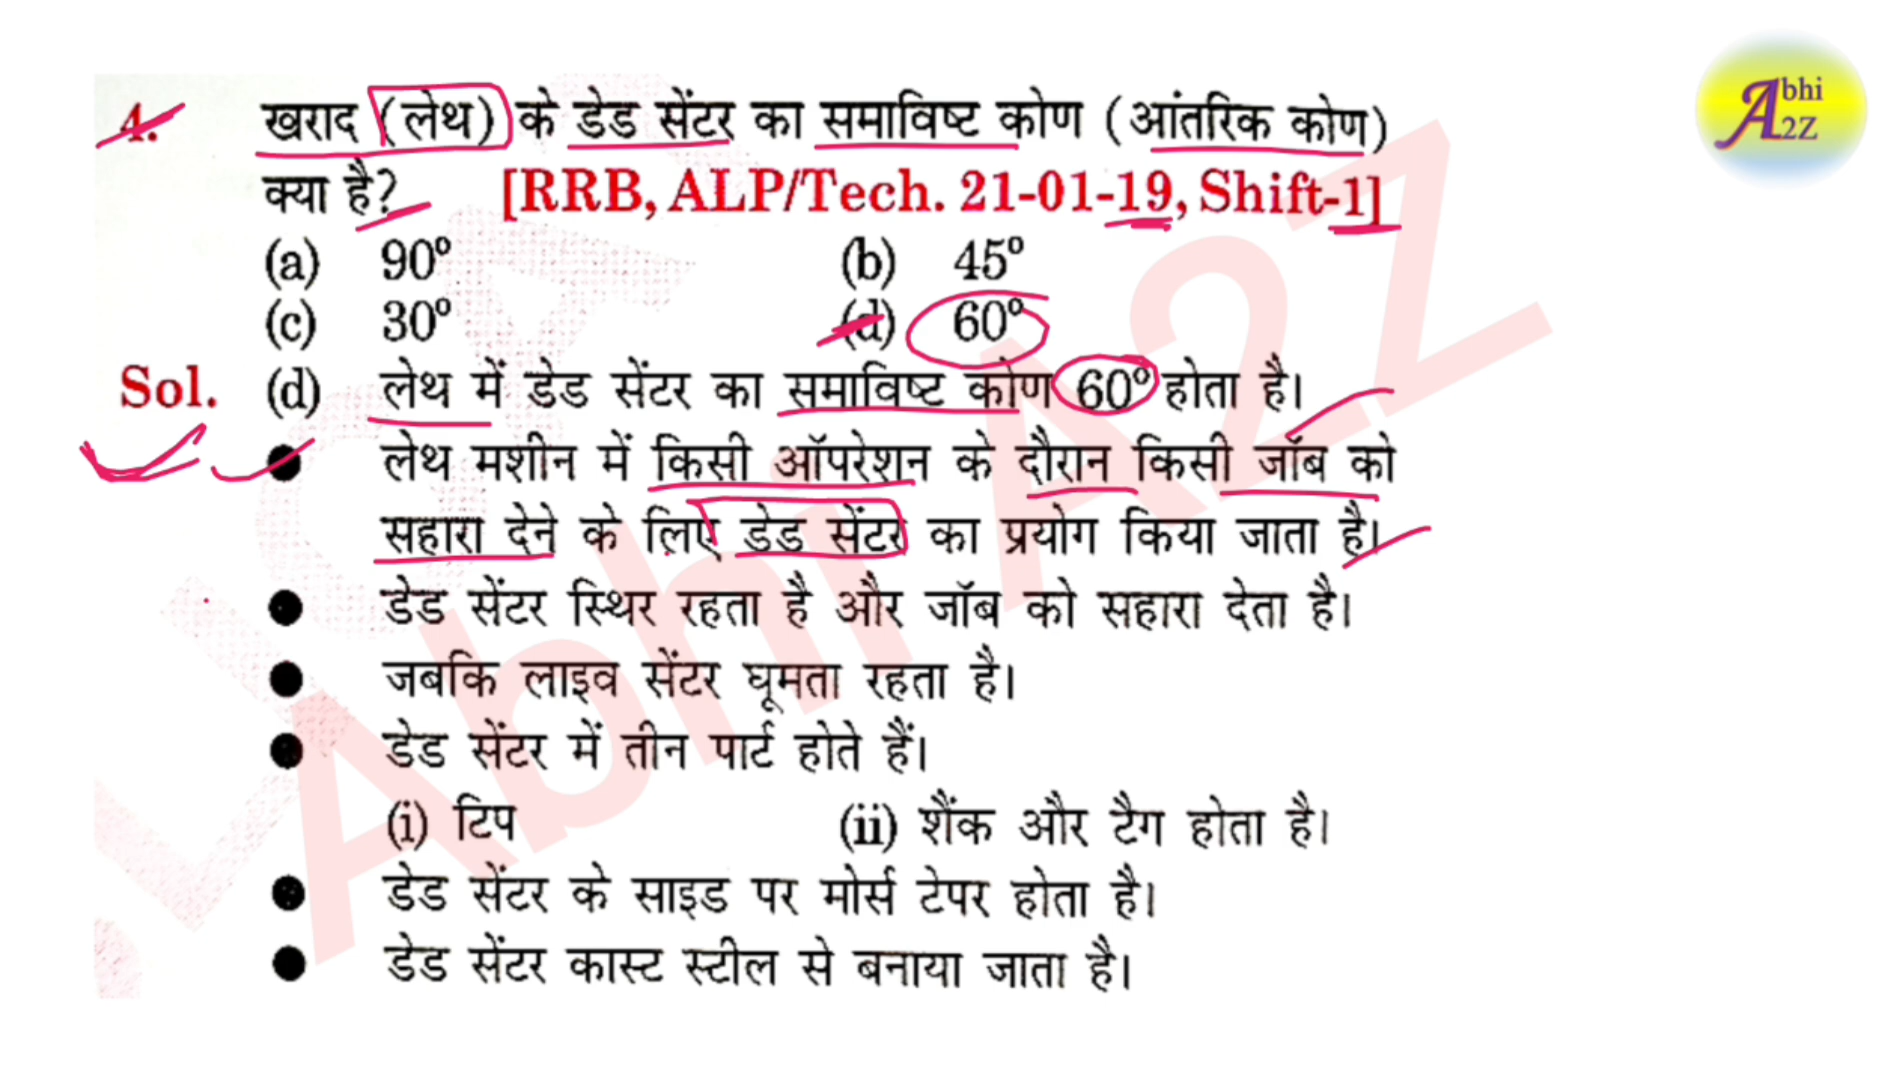 Abhi
A2Z
4. खराद (लेथ) के डेड सेंटर का समाविष्ट कोण (आंतरिक कोण)
क्या है? [RRB, ALP/Tech. 21-01-19, Shift-1]
(a) 90° (b) 45°
(c) 30° (d) 60°
Sol. (d) लेथ में डेड सेंटर का समाविष्ट कोण 60° होता है।
● लेथ मशीन में किसी ऑपरेशन के दौरान किसी जॉब को
सहारा देने के लिए डेड सेंटर का प्रयोग किया जाता है।
● डेड सेंटर स्थिर रहता है और जॉब को सहारा देता है।
● जबकि लाइव सेंटर घूमता रहता है।
● डेड सेंटर में तीन पार्ट होते हैं।
(i) टिप (ii) शैंक और टैग होता है।
● डेड सेंटर के साइड पर मोर्स टेपर होता है।
● डेड सेंटर कास्ट स्टील से बनाया जाता है।
Abhi A2Z